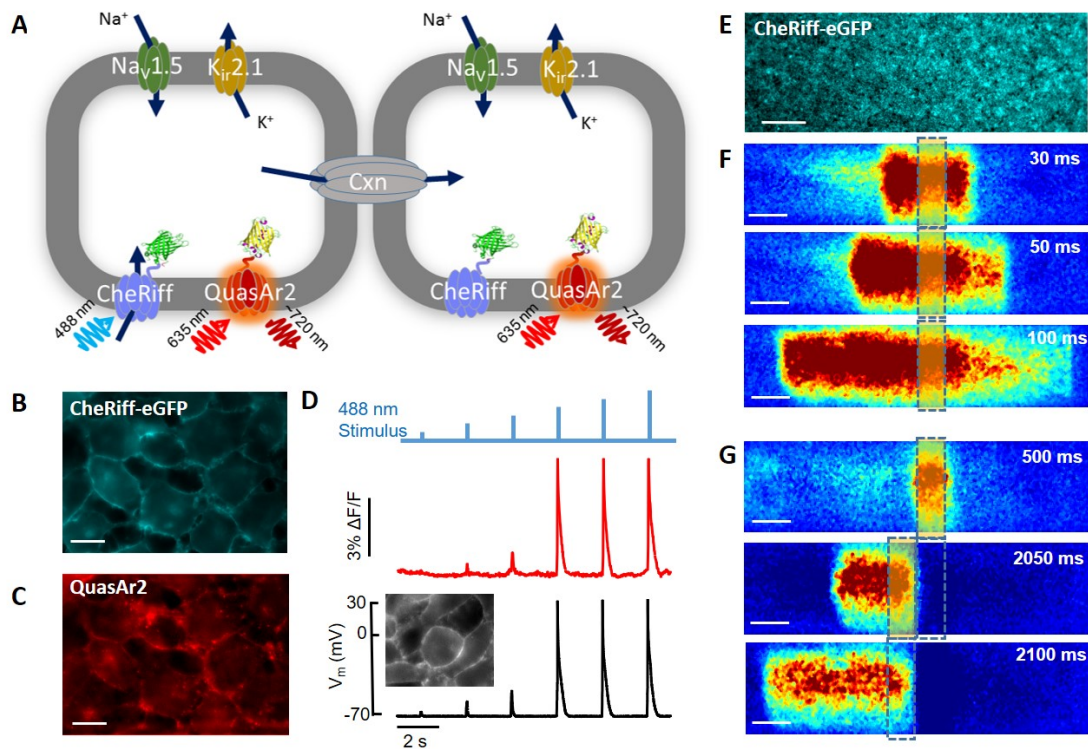 A
Na⁺
Naᵥ1.5
Kᵢᵣ2.1
K⁺
Cxn
CheRiff
QuasAr2
488 nm
635 nm
~720 nm
Na⁺
Naᵥ1.5
Kᵢᵣ2.1
K⁺
CheRiff
QuasAr2
635 nm
~720 nm
B
CheRiff-eGFP
C
QuasAr2
D
488 nm
Stimulus
3% ΔF/F
30
0
-70
Vₘ (mV)
2 s
E
CheRiff-eGFP
F
30 ms
50 ms
100 ms
G
500 ms
2050 ms
2100 ms